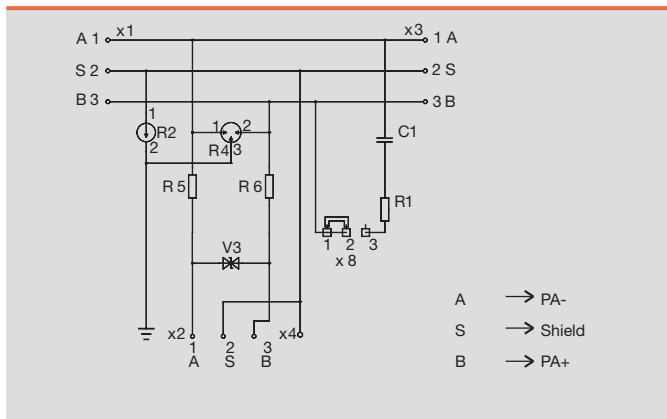 A 1 x1 x3 1 A
S 2 2 S
B 3 3 B
1
R2
2
1 2
R4 3
C1
R 5 R 6
R1
1 2 3
x 8
V3
x2 x4
1 2 3
A S B
A → PA-
S → Shield
B → PA+